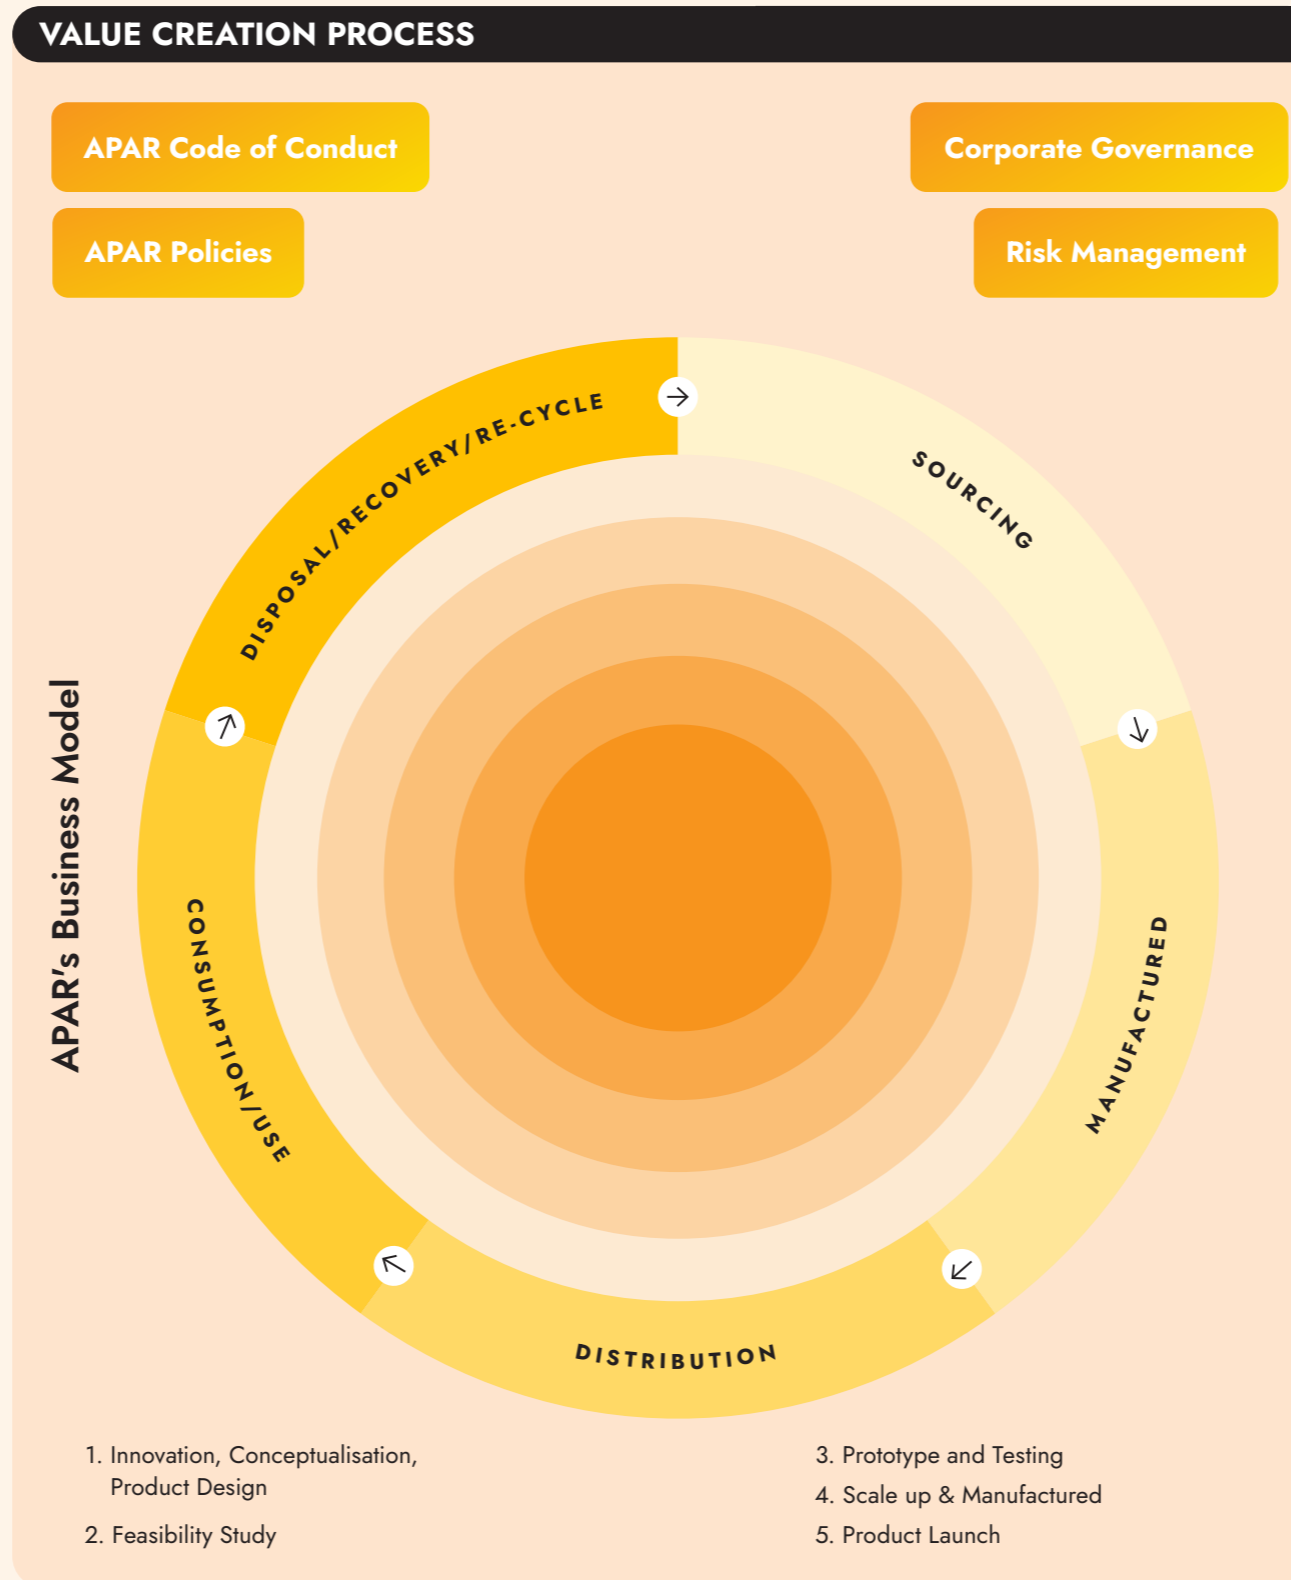 VALUE CREATION PROCESS
APAR Code of Conduct
Corporate Governance
APAR Policies
Risk Management
DISPOSAL/RECOVERY/RE-CYCLE
SOURCING
APAR's Business Model
CONSUMPTION/USE
MANUFACTURED
DISTRIBUTION
1. Innovation, Conceptualisation,
Product Design
2. Feasibility Study
3. Prototype and Testing
4. Scale up & Manufactured
5. Product Launch